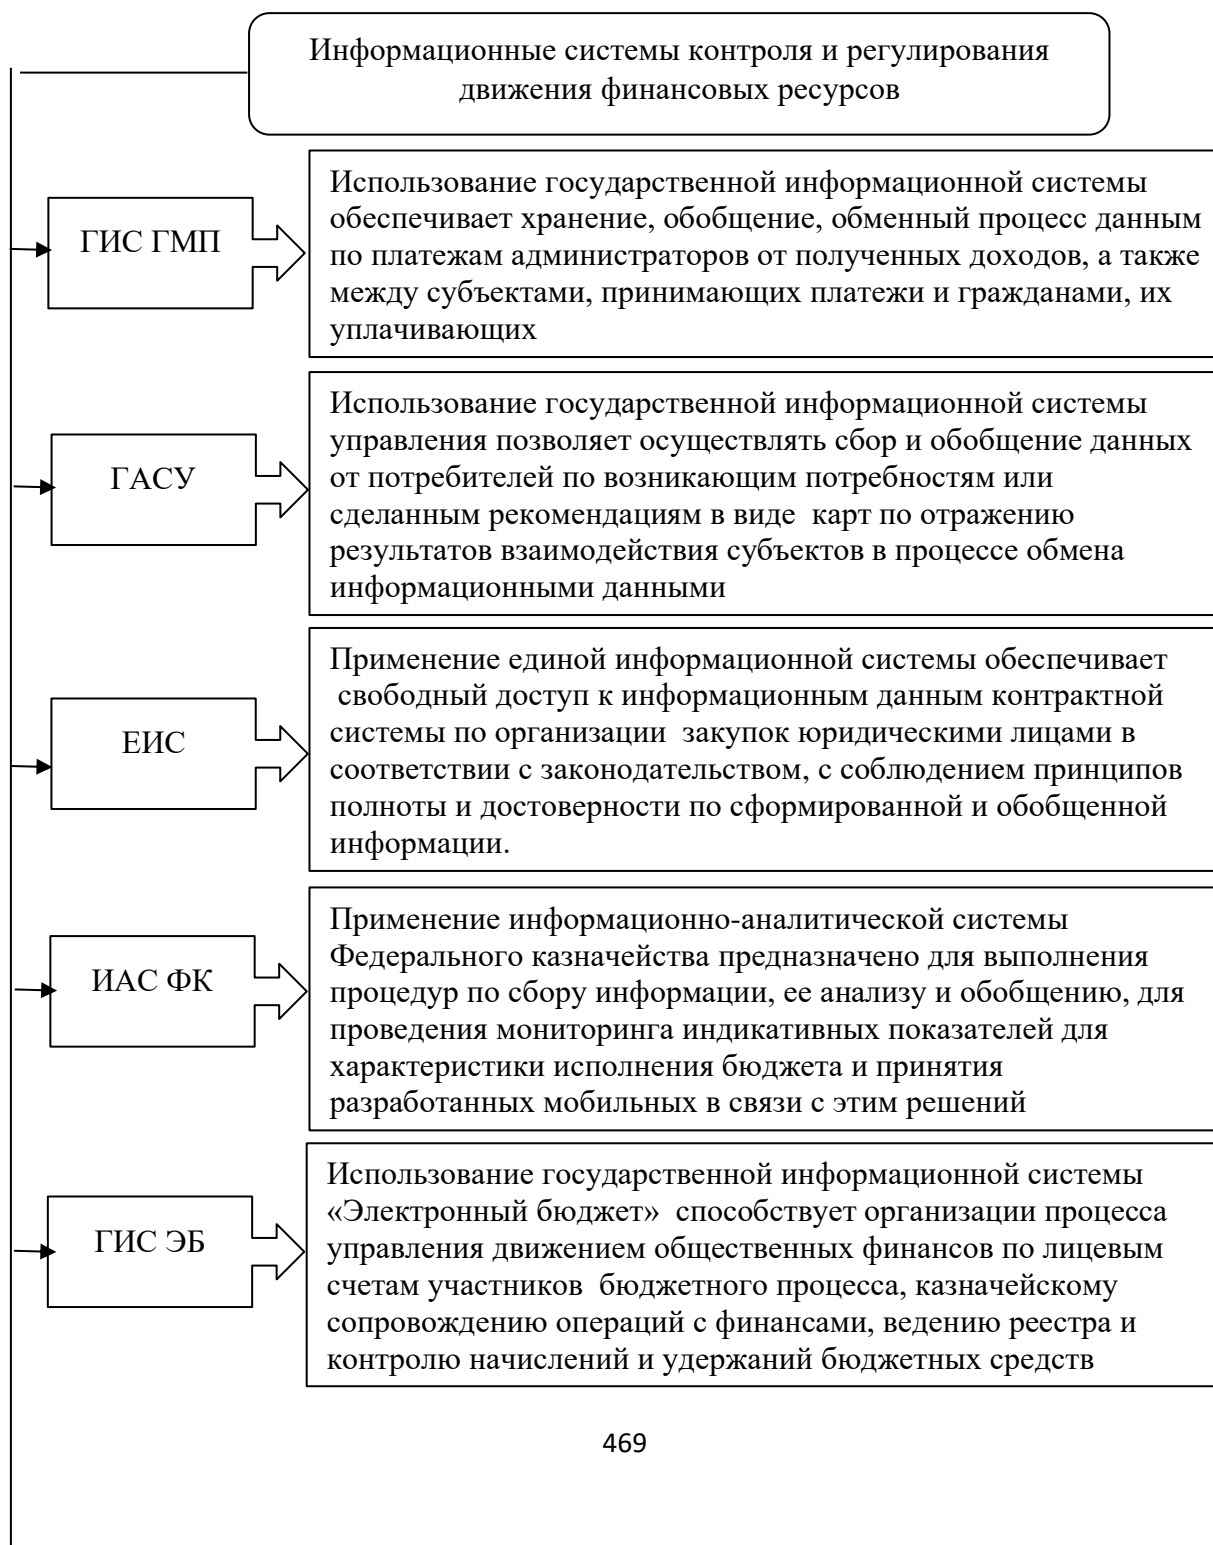 Информационные системы контроля и регулирования
движения финансовых ресурсов
ГИС ГМП
Использование государственной информационной системы
обеспечивает хранение, обобщение, обменный процесс данным
по платежам администраторов от полученных доходов, а также
между субъектами, принимающих платежи и гражданами, их
уплачивающих
ГАСУ
Использование государственной информационной системы
управления позволяет осуществлять сбор и обобщение данных
от потребителей по возникающим потребностям или
сделанным рекомендациям в виде карт по отражению
результатов взаимодействия субъектов в процессе обмена
информационными данными
ЕИС
Применение единой информационной системы обеспечивает
свободный доступ к информационным данным контрактной
системы по организации закупок юридическими лицами в
соответствии с законодательством, с соблюдением принципов
полноты и достоверности по сформированной и обобщенной
информации.
ИАС ФК
Применение информационно-аналитической системы
Федерального казначейства предназначено для выполнения
процедур по сбору информации, ее анализу и обобщению, для
проведения мониторинга индикативных показателей для
характеристики исполнения бюджета и принятия
разработанных мобильных в связи с этим решений
ГИС ЭБ
Использование государственной информационной системы
«Электронный бюджет» способствует организации процесса
управления движением общественных финансов по лицевым
счетам участников бюджетного процесса, казначейскому
сопровождению операций с финансами, ведению реестра и
контролю начислений и удержаний бюджетных средств
469